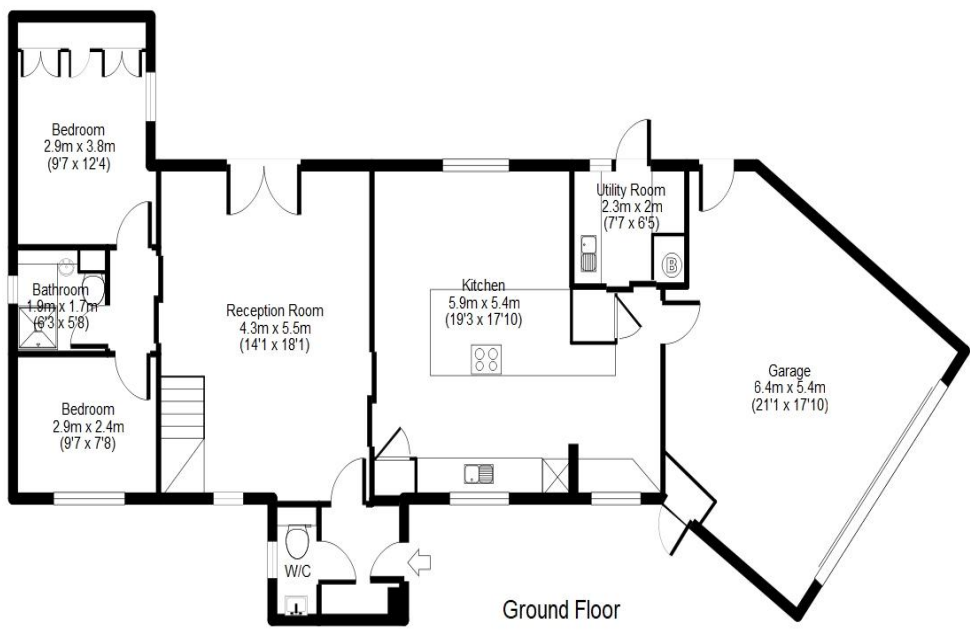 Bedroom
2.9m x 3.8m
(9'7 x 12'4)
Utility Room
2.3m x 2m
(7'7 x 6'5)
B
Bathroom
1.9m x 1.7m
(6'3 x 5'8)
Reception Room
4.3m x 5.5m
(14'1 x 18'1)
Kitchen
5.9m x 5.4m
(19'3 x 17'10)
Garage
6.4m x 5.4m
(21'1 x 17'10)
Bedroom
2.9m x 2.4m
(9'7 x 7'8)
W/C
Ground Floor